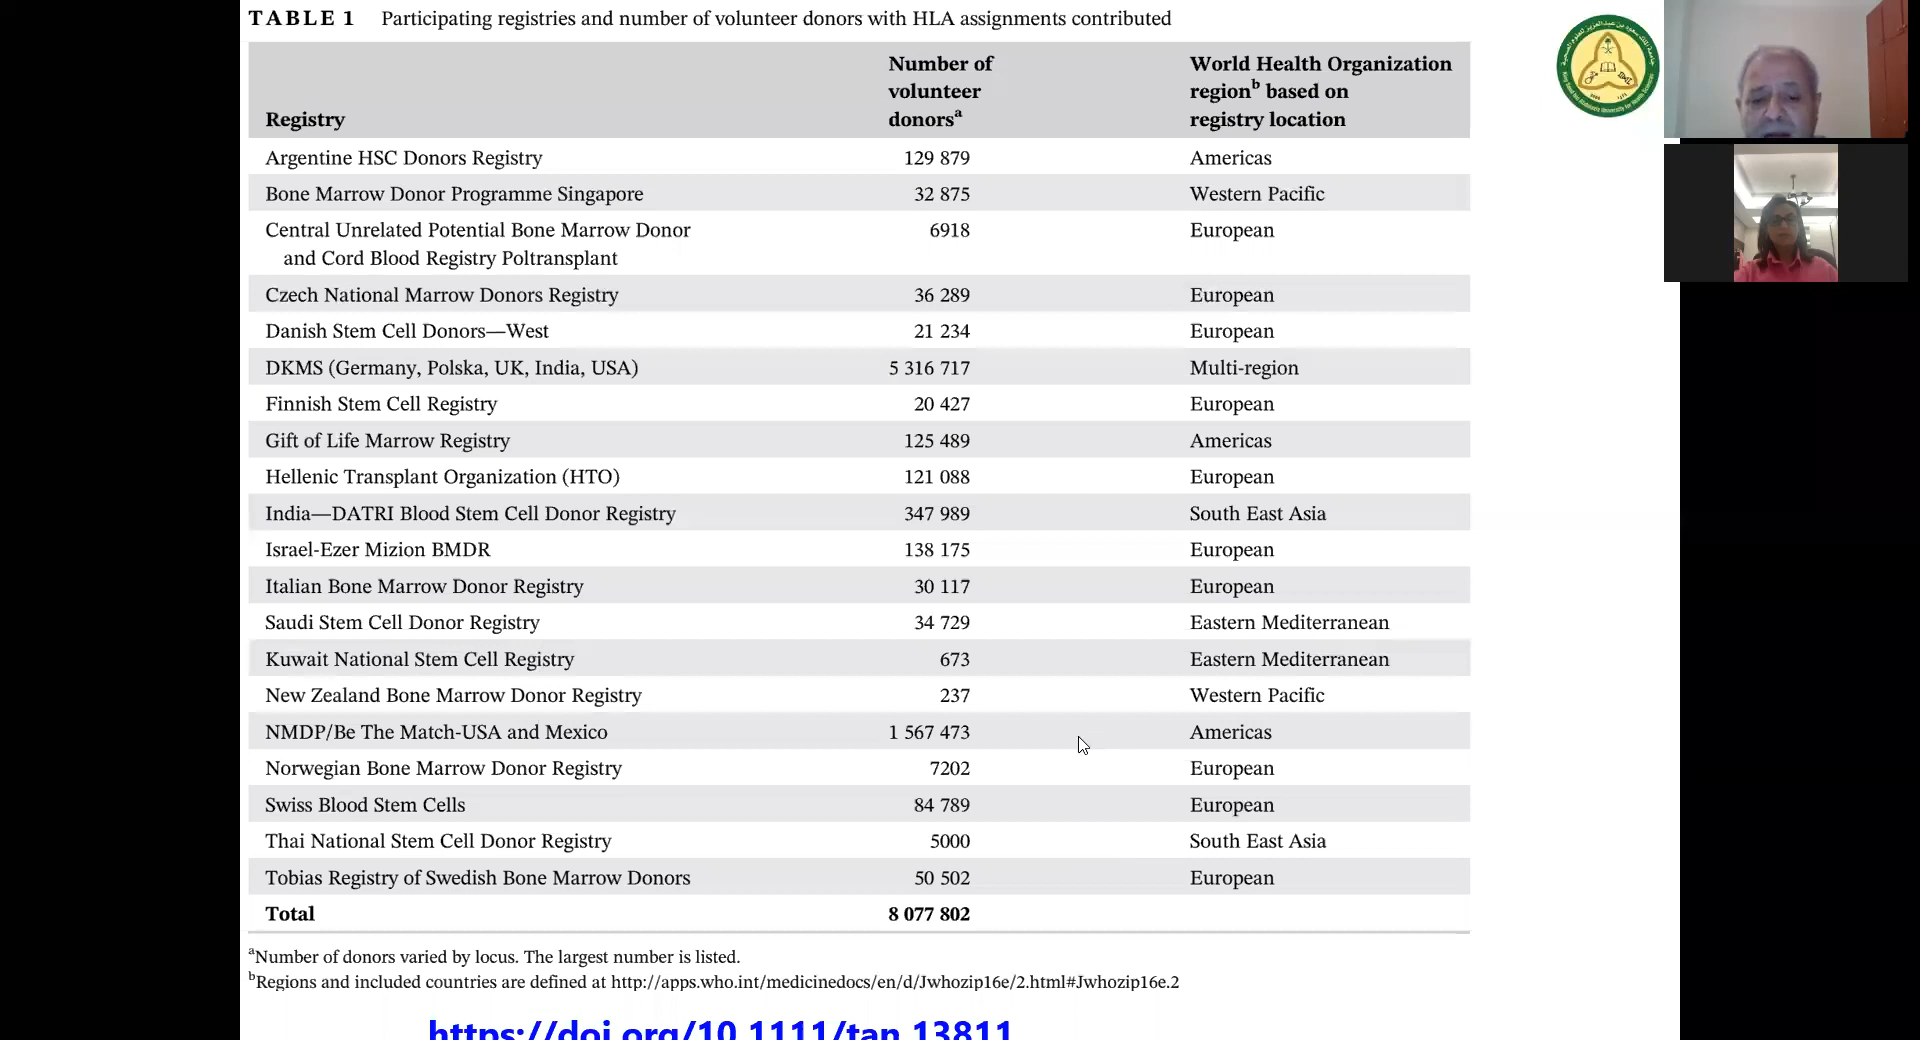 TABLE 1 Participating registries and number of volunteer donors with HLA assignments contributed
Registry Number of volunteer donorsa World Health Organization regionb based on registry location
Argentine HSC Donors Registry 129 879 Americas
Bone Marrow Donor Programme Singapore 32 875 Western Pacific
Central Unrelated Potential Bone Marrow Donor 6918 European
and Cord Blood Registry Poltransplant
Czech National Marrow Donors Registry 36 289 European
Danish Stem Cell Donors—West 21 234 European
DKMS (Germany, Polska, UK, India, USA) 5 316 717 Multi-region
Finnish Stem Cell Registry 20 427 European
Gift of Life Marrow Registry 125 489 Americas
Hellenic Transplant Organization (HTO) 121 088 European
India—DATRI Blood Stem Cell Donor Registry 347 989 South East Asia
Israel-Ezer Mizion BMDR 138 175 European
Italian Bone Marrow Donor Registry 30 117 European
Saudi Stem Cell Donor Registry 34 729 Eastern Mediterranean
Kuwait National Stem Cell Registry 673 Eastern Mediterranean
New Zealand Bone Marrow Donor Registry 237 Western Pacific
NMDP/Be The Match-USA and Mexico 1 567 473 Americas
Norwegian Bone Marrow Donor Registry 7202 European
Swiss Blood Stem Cells 84 789 European
Thai National Stem Cell Donor Registry 5000 South East Asia
Tobias Registry of Swedish Bone Marrow Donors 50 502 European
Total 8 077 802
aNumber of donors varied by locus. The largest number is listed.
bRegions and included countries are defined at http://apps.who.int/medicinedocs/en/d/Jwhozip16e/2.html#Jwhozip16e.2
https://doi.org/10.1111/tan.13811